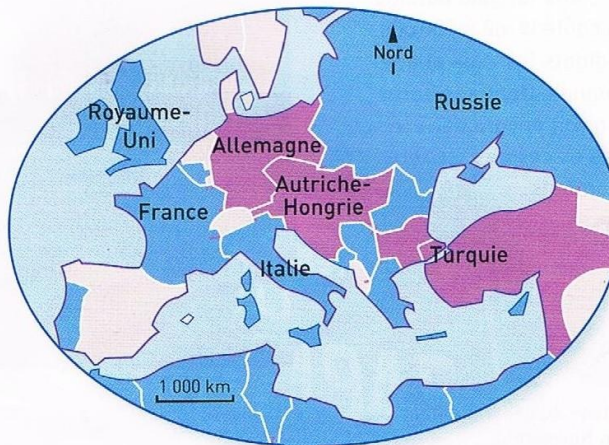 Nord
Russie
Royaume-
Uni
Allemagne
Autriche-
Hongrie
France
Italie
Turquie
1 000 km